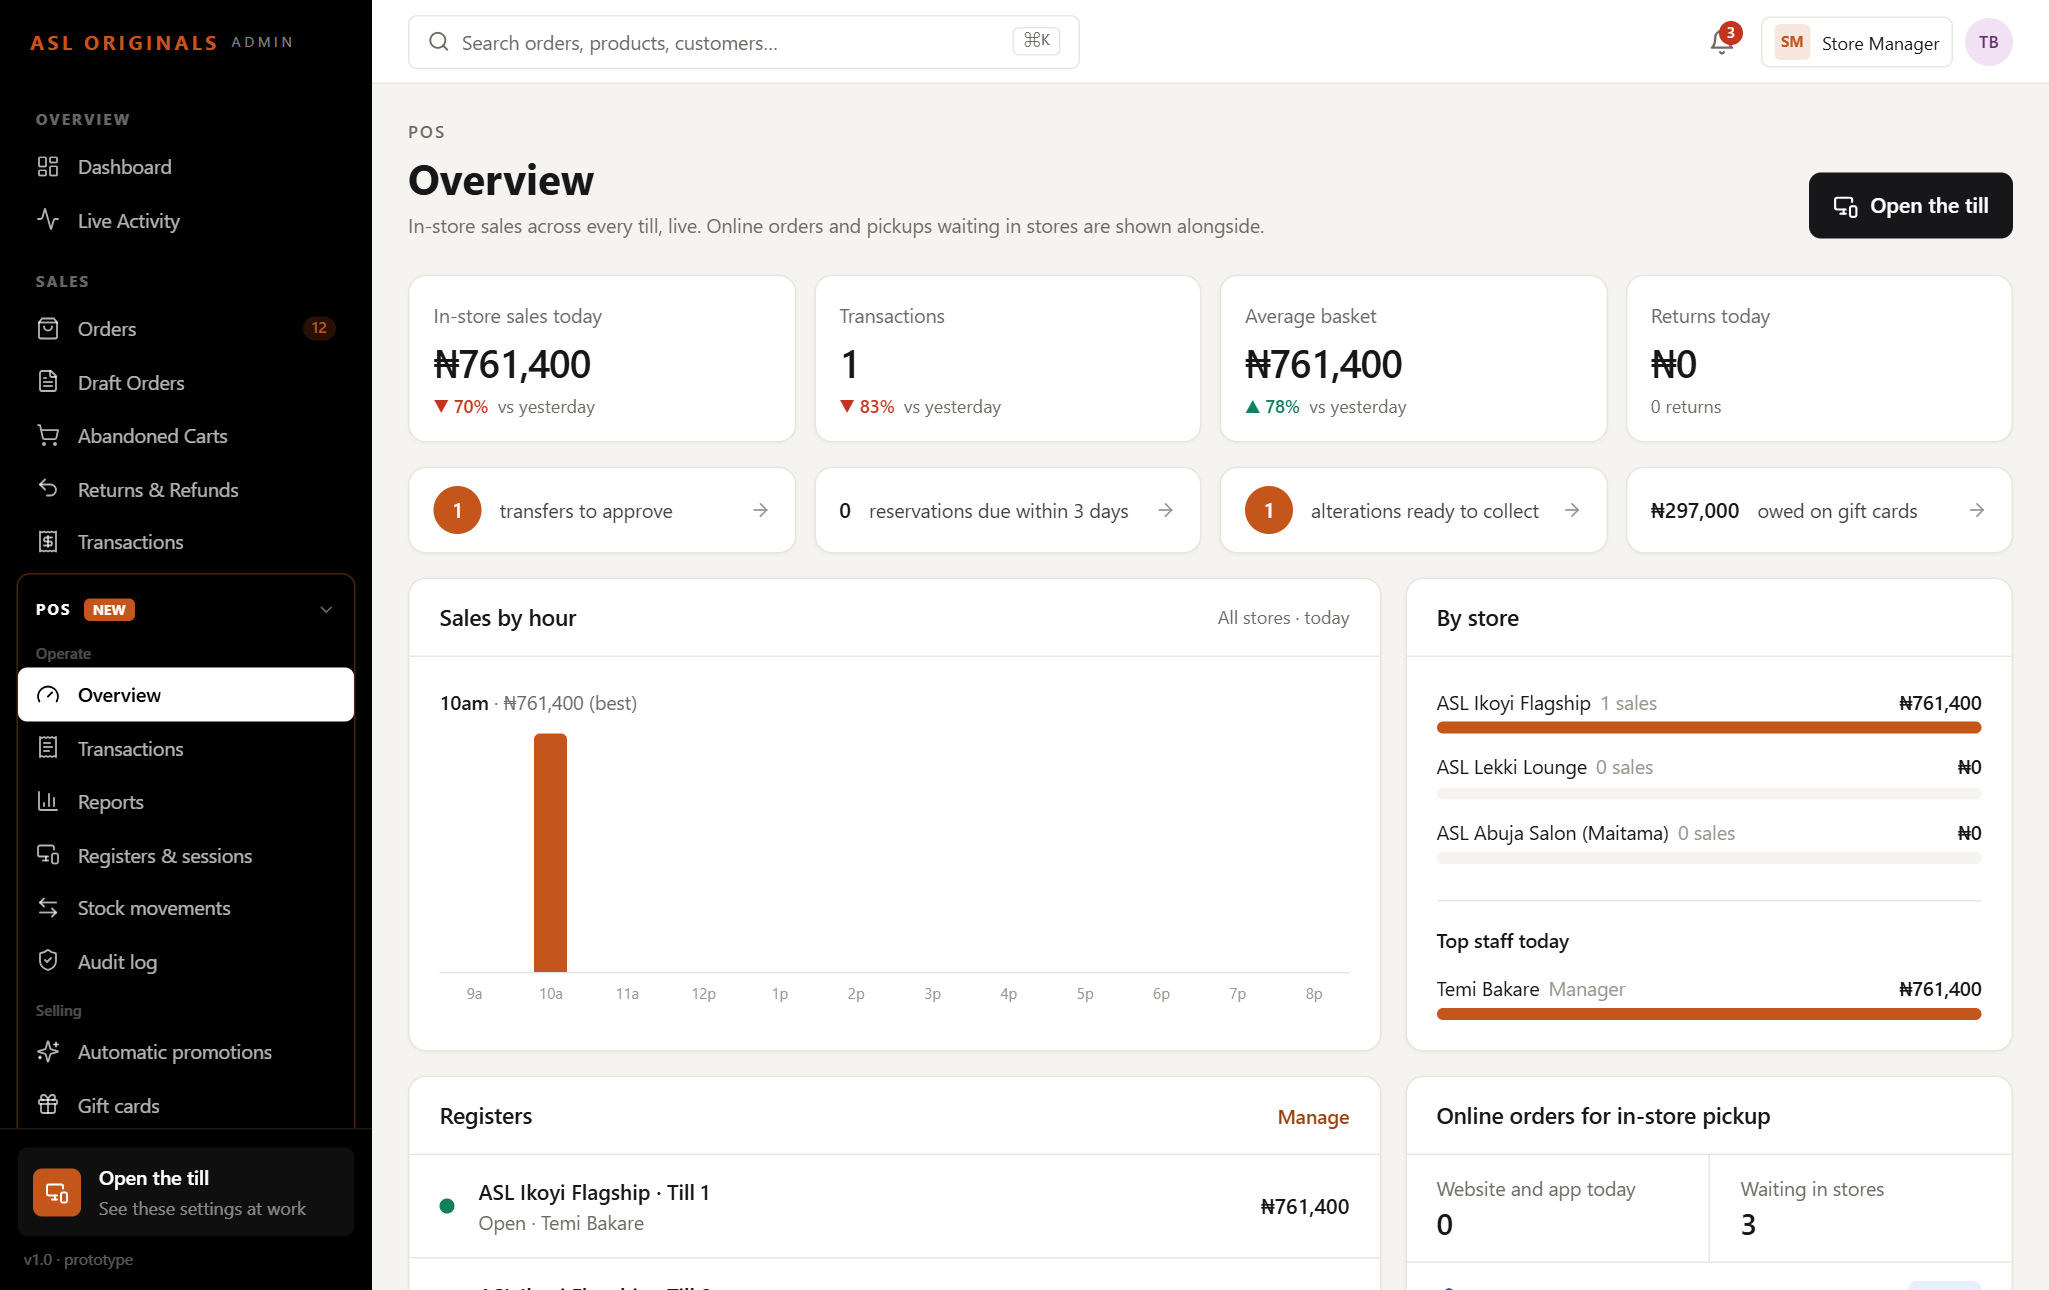 ASL ORIGINALS ADMIN
OVERVIEW
Dashboard
Live Activity
SALES
Orders 12
Draft Orders
Abandoned Carts
Returns & Refunds
Transactions
POS NEW
Operate
Overview
Transactions
Reports
Registers & sessions
Stock movements
Audit log
Selling
Automatic promotions
Gift cards
Open the till
See these settings at work
v1.0 · prototype
Search orders, products, customers... ⌘K
3
SM Store Manager
TB
POS
Overview
In-store sales across every till, live. Online orders and pickups waiting in stores are shown alongside.
Open the till
In-store sales today
₦761,400
▼ 70% vs yesterday
Transactions
1
▼ 83% vs yesterday
Average basket
₦761,400
▲ 78% vs yesterday
Returns today
₦0
0 returns
1 transfers to approve →
0 reservations due within 3 days →
1 alterations ready to collect →
₦297,000 owed on gift cards →
Sales by hour
All stores · today
10am · ₦761,400 (best)
9a 10a 11a 12p 1p 2p 3p 4p 5p 6p 7p 8p
By store
ASL Ikoyi Flagship 1 sales ₦761,400
ASL Lekki Lounge 0 sales ₦0
ASL Abuja Salon (Maitama) 0 sales ₦0
Top staff today
Temi Bakare Manager ₦761,400
Registers
Manage
ASL Ikoyi Flagship · Till 1
Open · Temi Bakare
₦761,400
Online orders for in-store pickup
Website and app today
0
Waiting in stores
3